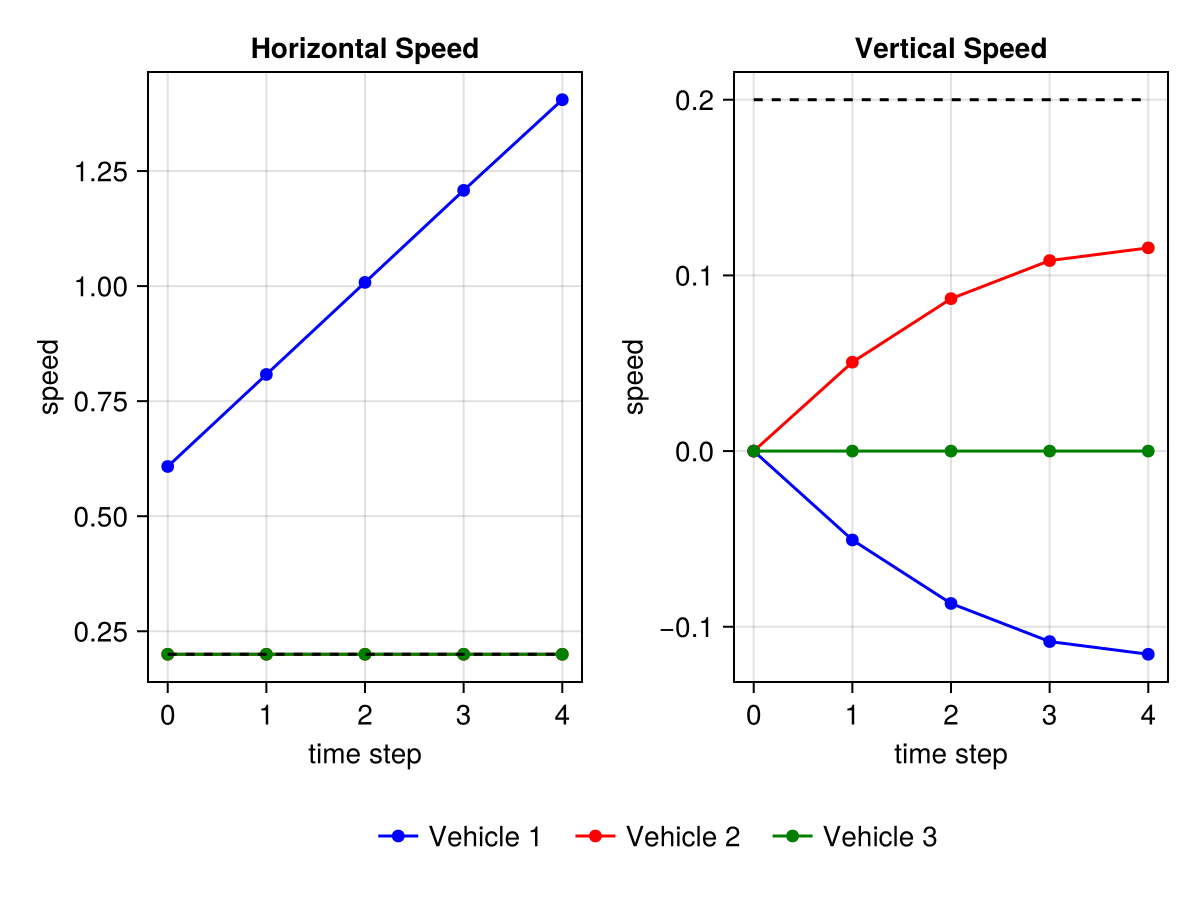 Horizontal Speed
speed
1.25
1.00
0.75
0.50
0.25
0 1 2 3 4
time step
Vertical Speed
speed
0.2
0.1
0.0
−0.1
0 1 2 3 4
time step
Vehicle 1 Vehicle 2 Vehicle 3